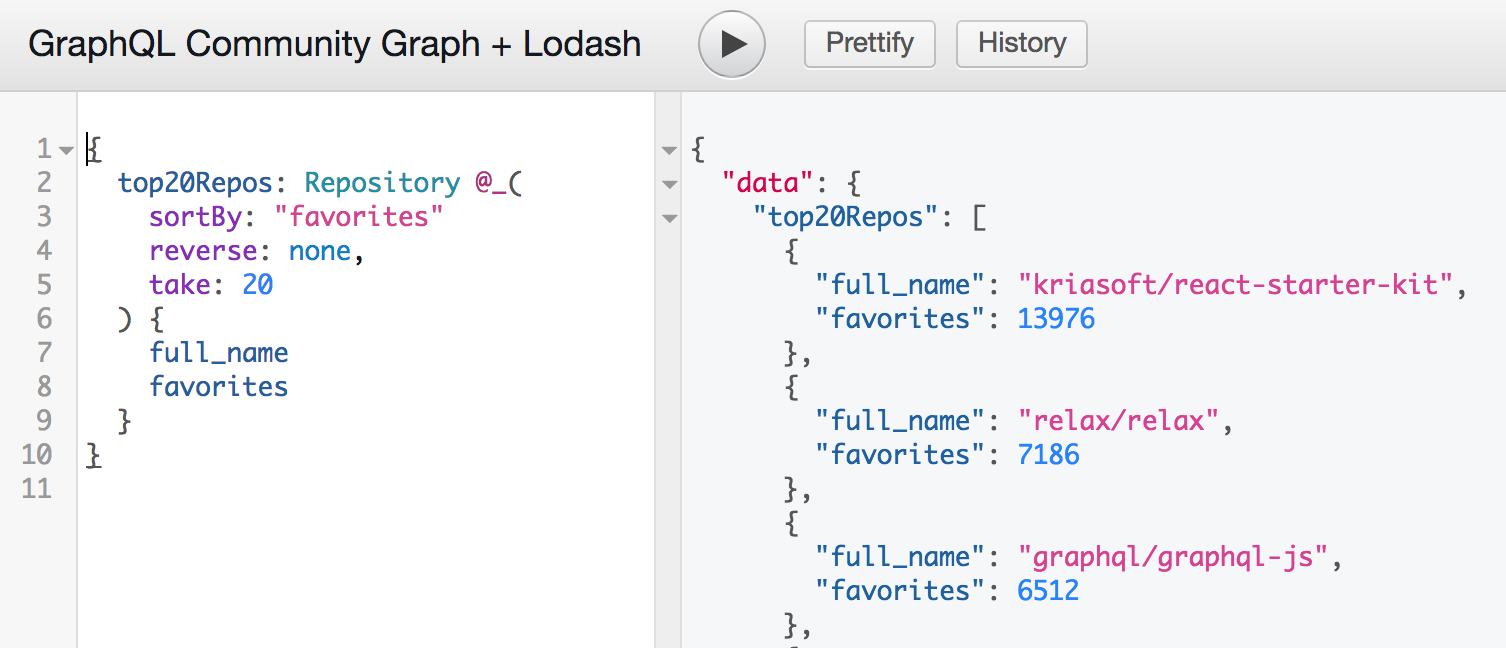 GraphQL Community Graph + Lodash
Prettify
History
1 {
2 top20Repos: Repository @_(
3 sortBy: "favorites"
4 reverse: none,
5 take: 20
6 ) {
7 full_name
8 favorites
9 }
10 }
11
{
"data": {
"top20Repos": [
{
"full_name": "kriasoft/react-starter-kit",
"favorites": 13976
},
{
"full_name": "relax/relax",
"favorites": 7186
},
{
"full_name": "graphql/graphql-js",
"favorites": 6512
},